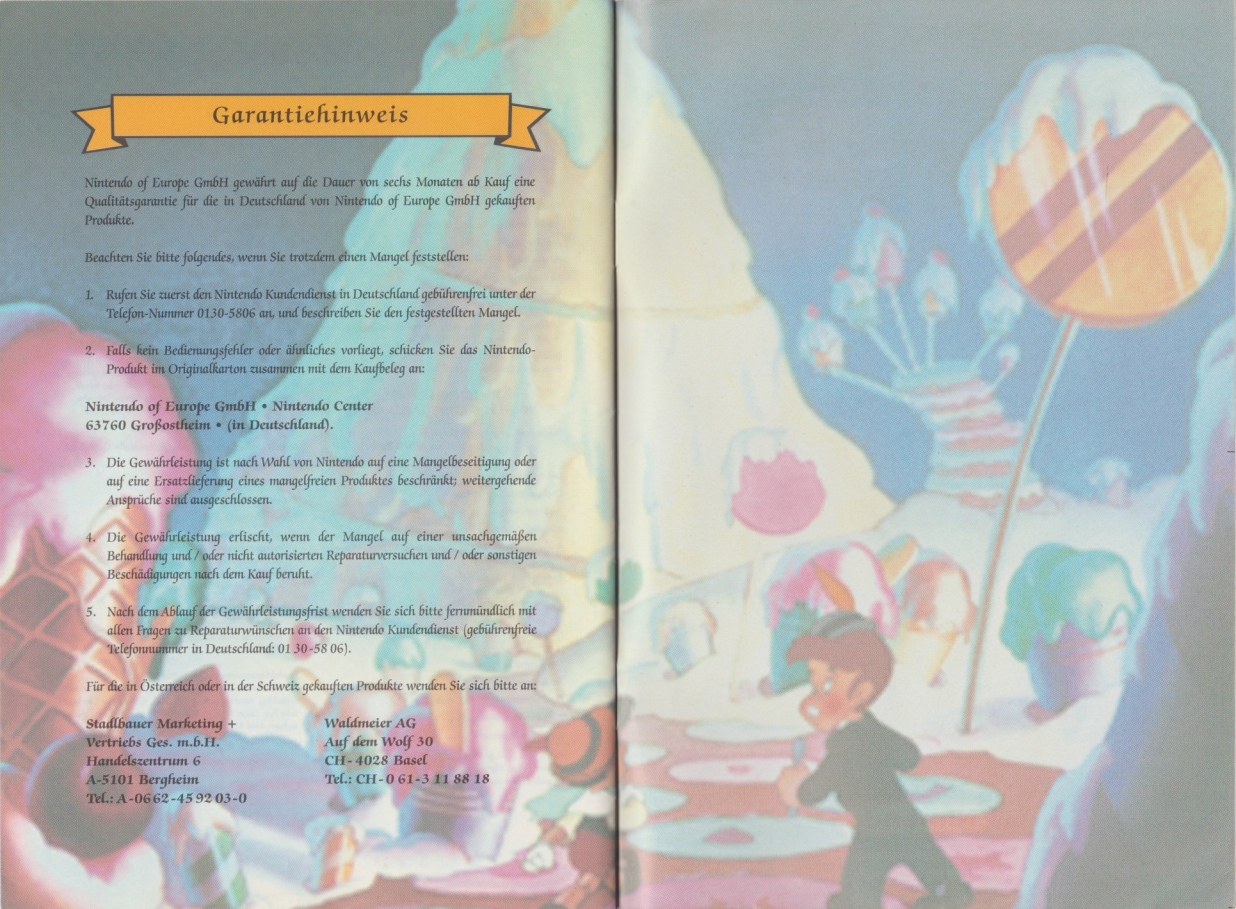 Garantiehinweis
Nintendo of Europe GmbH gewährt auf die Dauer von sechs Monaten ab Kauf eine
Qualitätsgarantie für die in Deutschland von Nintendo of Europe GmbH gekauften
Produkte.
Beachten Sie bitte folgendes, wenn Sie trotzdem einen Mangel feststellen:
1. Rufen Sie zuerst den Nintendo Kundendienst in Deutschland gebührenfrei unter der
Telefon-Nummer 0130-5806 an, und beschreiben Sie den festgestellten Mangel.
2. Falls kein Bedienungsfehler oder ähnliches vorliegt, schicken Sie das Nintendo-
Produkt im Originalkarton zusammen mit dem Kaufbeleg an:
Nintendo of Europe GmbH • Nintendo Center
63760 Großostheim • (in Deutschland).
3. Die Gewährleistung ist nach Wahl von Nintendo auf eine Mangelbeseitigung oder
auf eine Ersatzlieferung eines mangelfreien Produktes beschränkt; weitergehende
Ansprüche sind ausgeschlossen.
4. Die Gewährleistung erlischt, wenn der Mangel auf einer unsachgemäßen
Behandlung und / oder nicht autorisierten Reparaturversuchen und / oder sonstigen
Beschädigungen nach dem Kauf beruht.
5. Nach dem Ablauf der Gewährleistungsfrist wenden Sie sich bitte fernmündlich mit
allen Fragen zu Reparaturwünschen an den Nintendo Kundendienst (gebührenfreie
Telefonnummer in Deutschland: 01 30-58 06).
Für die in Österreich oder in der Schweiz gekauften Produkte wenden Sie sich bitte an:
Stadlbauer Marketing +
Vertriebs Ges. m.b.H.
Handelszentrum 6
A-5101 Bergheim
Tel.: A-06 62-45 92 03-0
Waldmeier AG
Auf dem Wolf 30
CH-4028 Basel
Tel.: CH-0 61-3 11 88 18